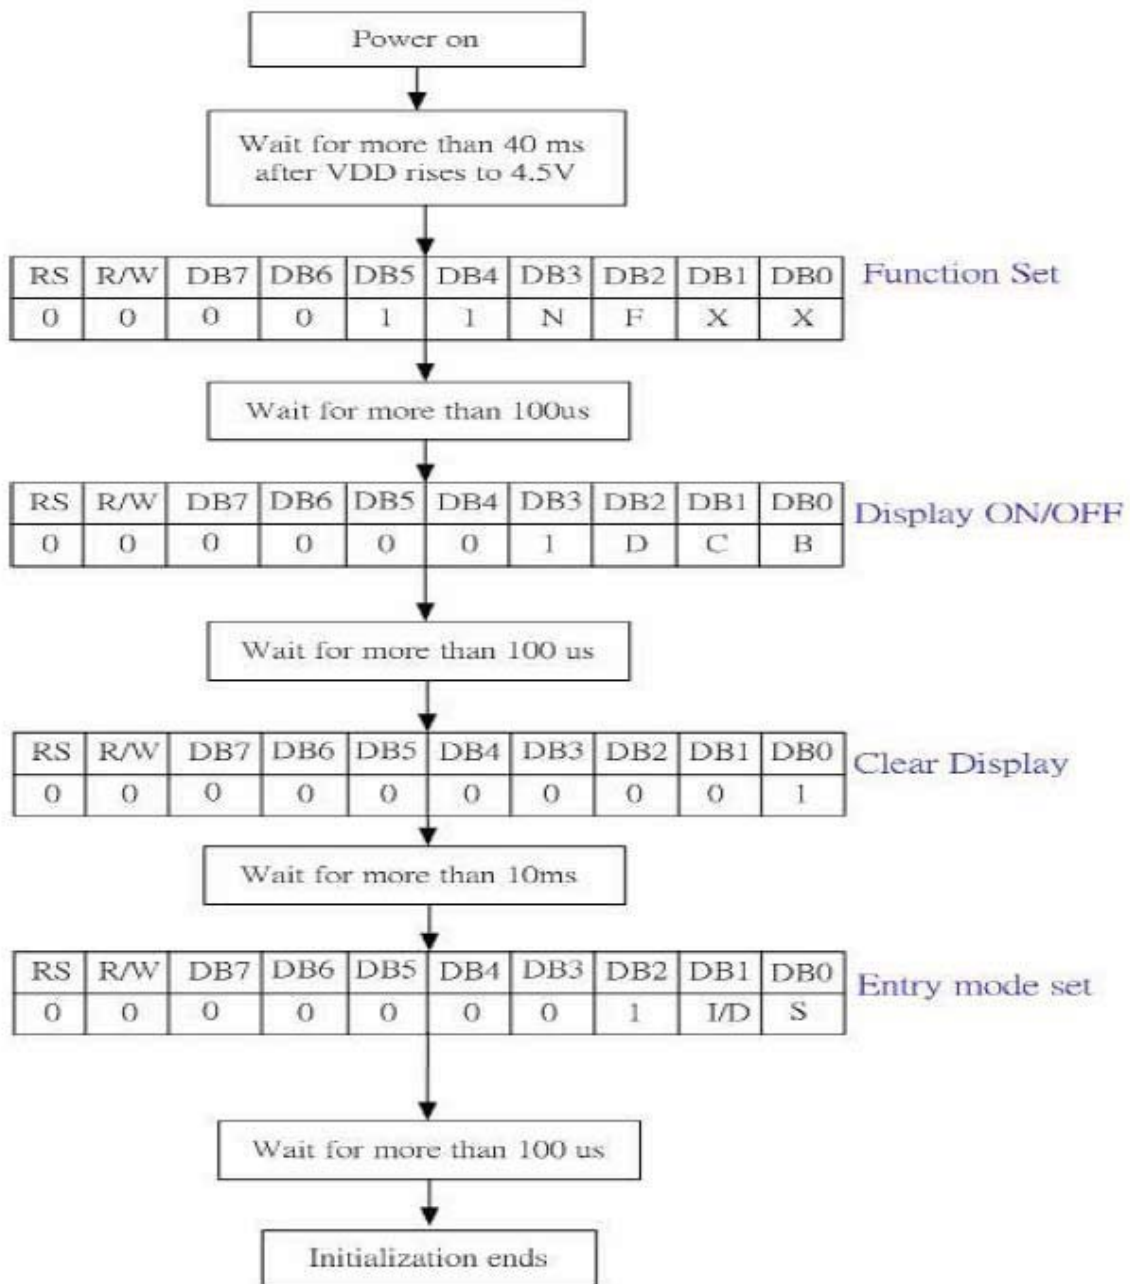 Power on
Wait for more than 40 ms
after VDD rises to 4.5V
RS R/W DB7 DB6 DB5 DB4 DB3 DB2 DB1 DB0 Function Set
0 0 0 0 1 1 N F X X
Wait for more than 100us
RS R/W DB7 DB6 DB5 DB4 DB3 DB2 DB1 DB0 Display ON/OFF
0 0 0 0 0 0 1 D C B
Wait for more than 100 us
RS R/W DB7 DB6 DB5 DB4 DB3 DB2 DB1 DB0 Clear Display
0 0 0 0 0 0 0 0 0 1
Wait for more than 10ms
RS R/W DB7 DB6 DB5 DB4 DB3 DB2 DB1 DB0 Entry mode set
0 0 0 0 0 0 0 1 I/D S
Wait for more than 100 us
Initialization ends